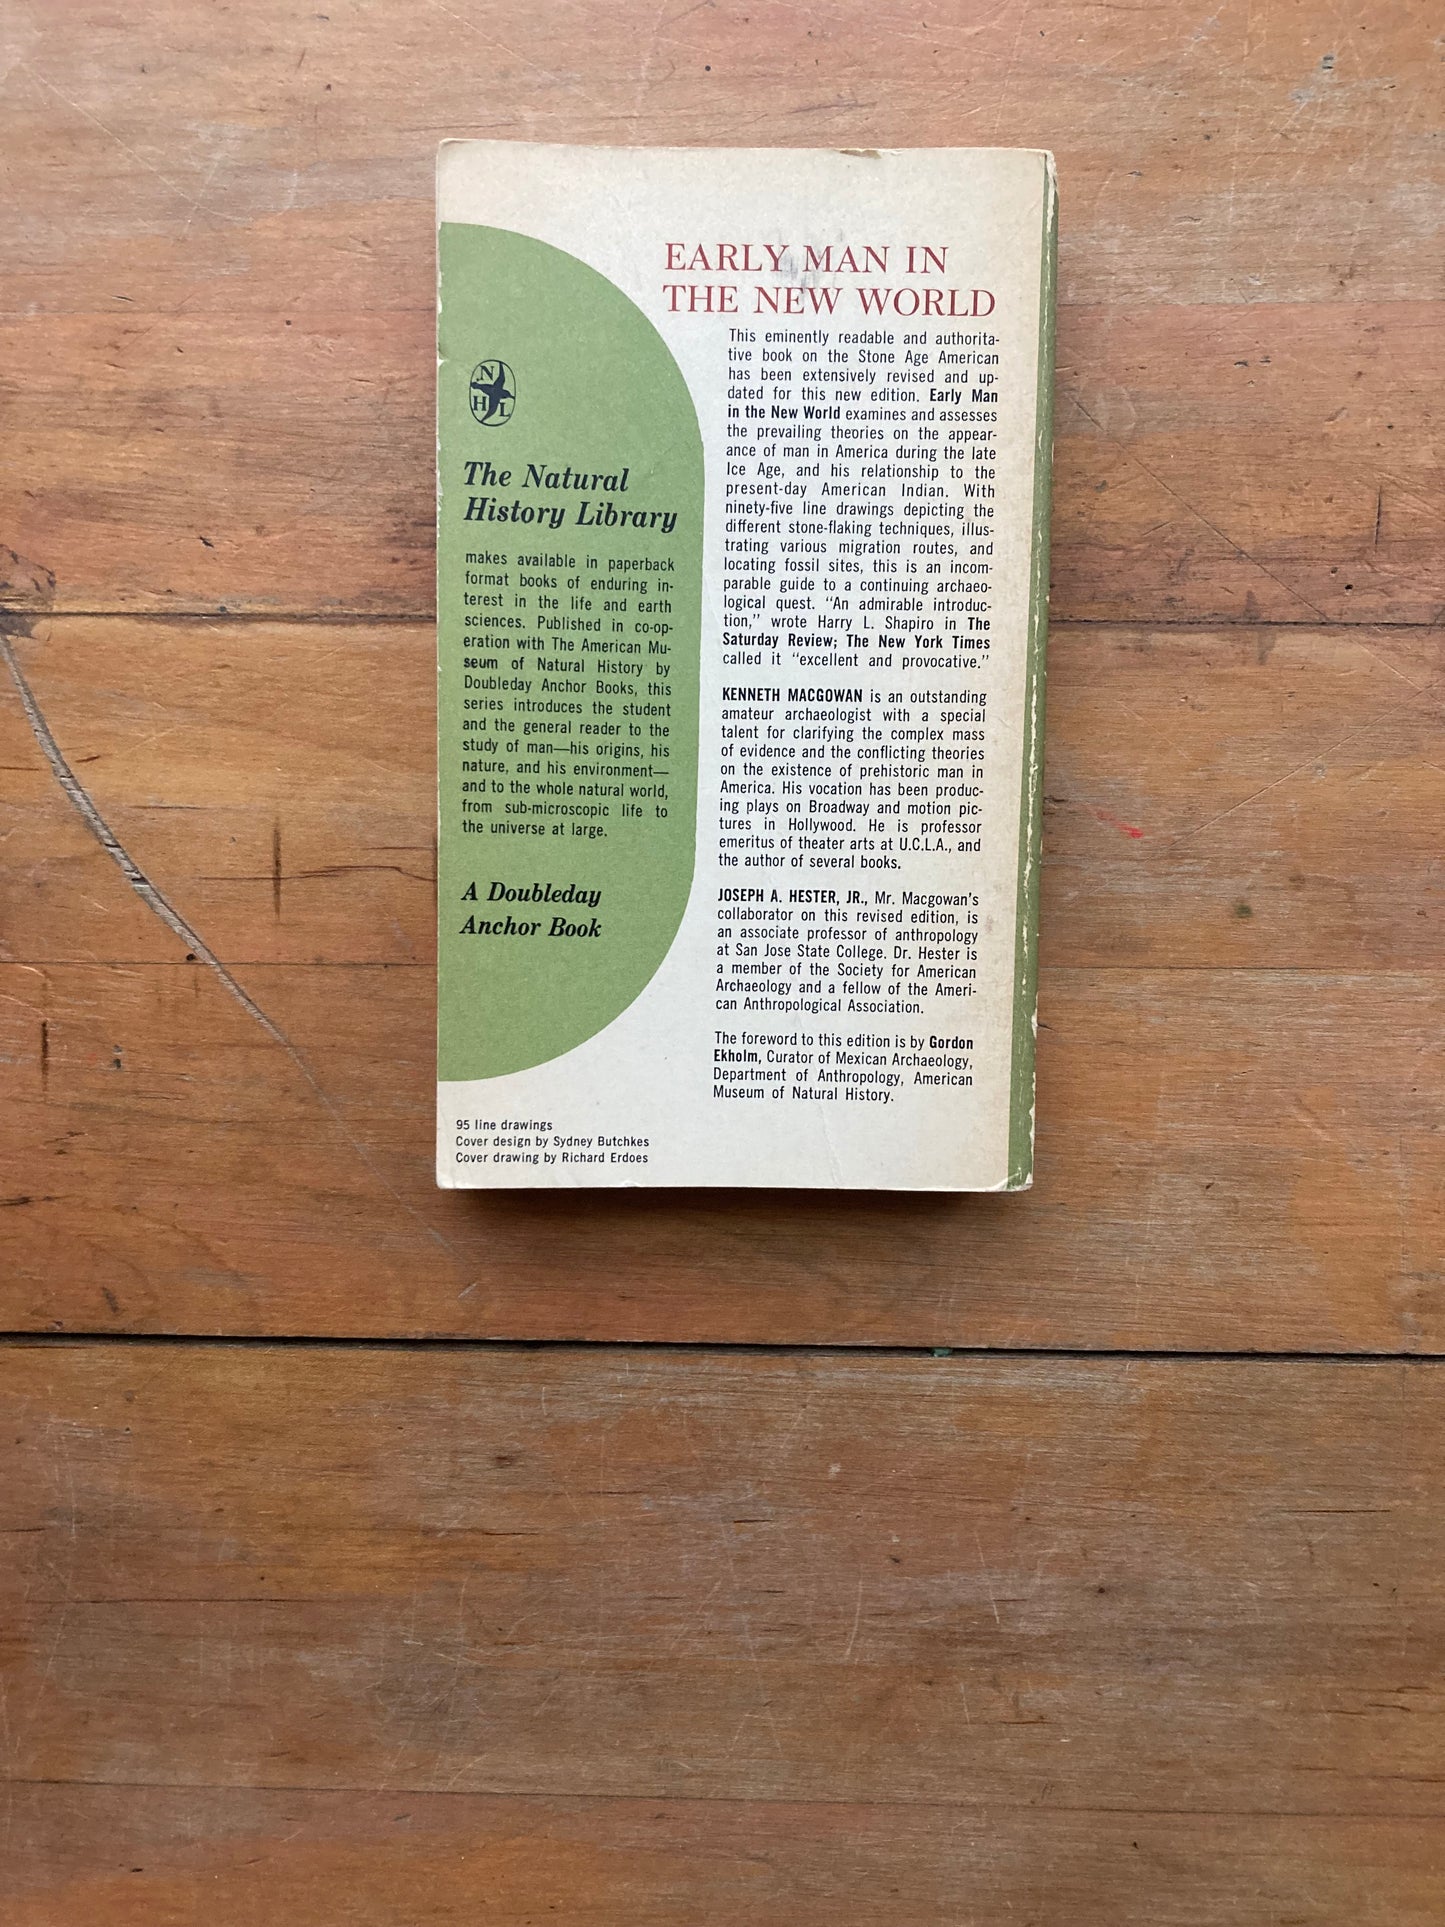 N
H L
The Natural
History Library
makes available in paperback
format books of enduring in-
terest in the life and earth
sciences. Published in co-op-
eration with The American Mu-
seum of Natural History by
Doubleday Anchor Books, this
series introduces the student
and the general reader to the
study of man—his origins, his
nature, and his environment—
and to the whole natural world,
from sub-microscopic life to
the universe at large.
A Doubleday
Anchor Book
95 line drawings
Cover design by Sydney Butchkes
Cover drawing by Richard Erdoes
EARLY MAN IN
THE NEW WORLD
This eminently readable and authorita-
tive book on the Stone Age American
has been extensively revised and up-
dated for this new edition. Early Man
in the New World examines and assesses
the prevailing theories on the appear-
ance of man in America during the late
Ice Age, and his relationship to the
present-day American Indian. With
ninety-five line drawings depicting the
different stone-flaking techniques, illus-
trating various migration routes, and
locating fossil sites, this is an incom-
parable guide to a continuing archaeo-
logical quest. "An admirable introduc-
tion," wrote Harry L. Shapiro in The
Saturday Review; The New York Times
called it "excellent and provocative."
KENNETH MACGOWAN is an outstanding
amateur archaeologist with a special
talent for clarifying the complex mass
of evidence and the conflicting theories
on the existence of prehistoric man in
America. His vocation has been produc-
ing plays on Broadway and motion pic-
tures in Hollywood. He is professor
emeritus of theater arts at U.C.L.A., and
the author of several books.
JOSEPH A. HESTER, JR., Mr. Macgowan's
collaborator on this revised edition, is
an associate professor of anthropology
at San Jose State College. Dr. Hester is
a member of the Society for American
Archaeology and a fellow of the Ameri-
can Anthropological Association.
The foreword to this edition is by Gordon
Ekholm, Curator of Mexican Archaeology,
Department of Anthropology, American
Museum of Natural History.